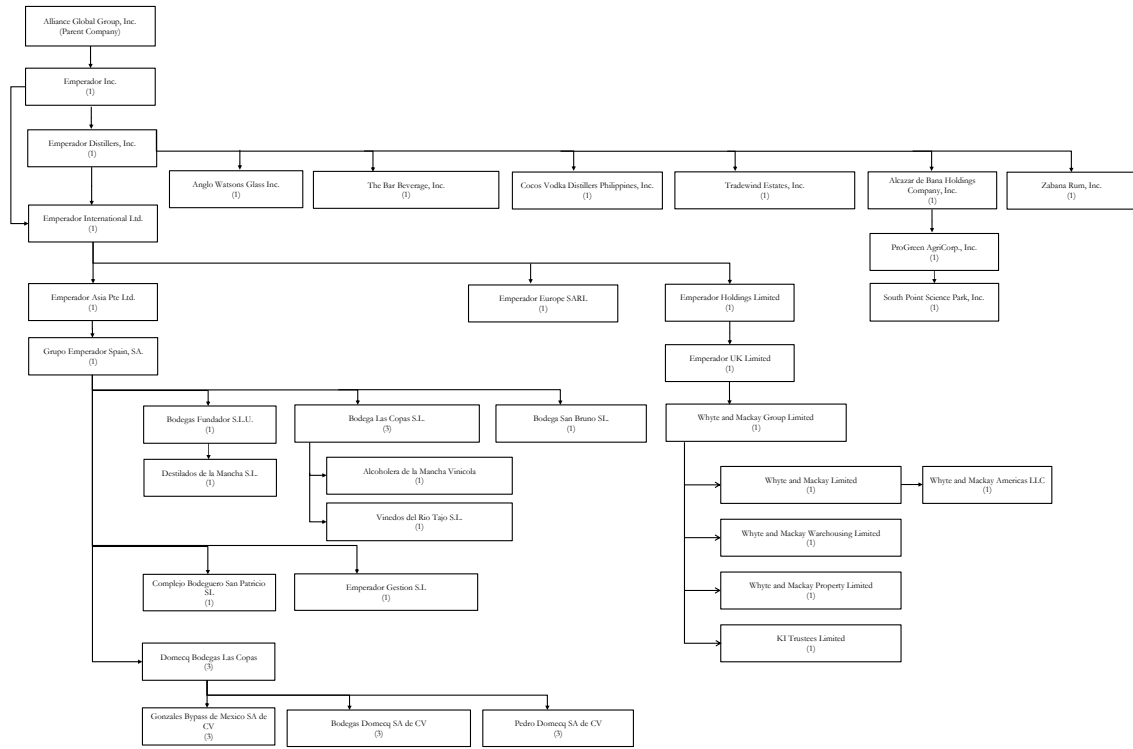 Alliance Global Group, Inc.
(Parent Company)
Emperador Inc.
(1)
Emperador Distillers, Inc.
(1)
Anglo Watsons Glass Inc.
(1)
The Bar Beverage, Inc.
(1)
Cocos Vodka Distillers Philippines, Inc.
(1)
Tradewind Estates, Inc.
(1)
Alcazar de Bana Holdings
Company, Inc.
(1)
Zabana Rum, Inc.
(1)
Emperador International Ltd.
(1)
ProGreen AgriCorp., Inc.
(1)
Emperador Asia Pte Ltd.
(1)
Emperador Europe SARL
(1)
Emperador Holdings Limited
(1)
South Point Science Park, Inc.
(1)
Grupo Emperador Spain, SA.
(1)
Emperador UK Limited
(1)
Bodegas Fundador S.L.U.
(1)
Bodega Las Copas S.L.
(3)
Bodega San Bruno SL.
(1)
Whyte and Mackay Group Limited
(1)
Destilados de la Mancha S.L.
(1)
Alcoholera de la Mancha Vinicola
(1)
Whyte and Mackay Limited
(1)
Whyte and Mackay Americas LLC
(1)
Vinedos del Rio Tajo S.L.
(1)
Whyte and Mackay Warehousing Limited
(1)
Complejo Bodeguero San Patricio
SL
(1)
Emperador Gestion S.L
(1)
Whyte and Mackay Property Limited
(1)
Domecq Bodegas Las Copas
(3)
KI Trustees Limited
(1)
Gonzales Bypass de Mexico SA de
CV
(3)
Bodegas Domecq SA de CV
(3)
Pedro Domecq SA de CV
(3)